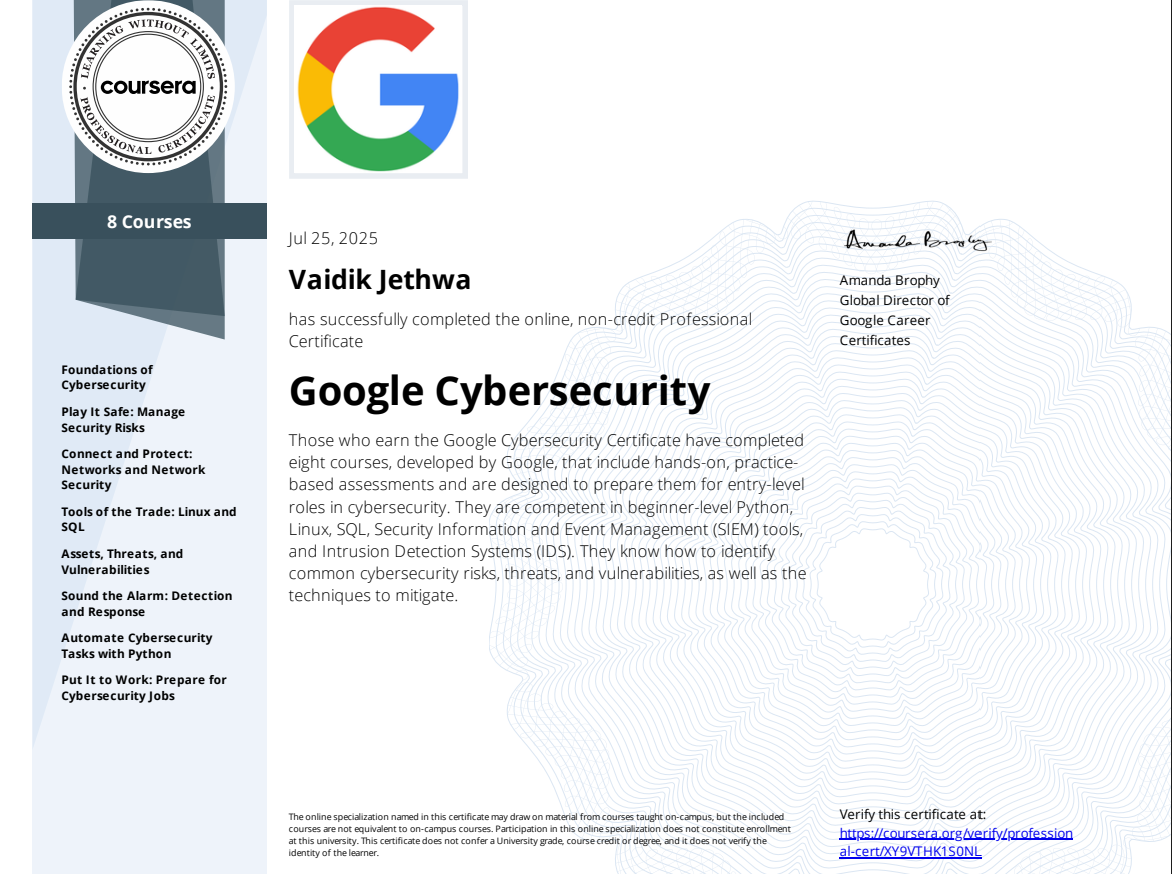 LEARNING WITHOUT LIMITS
coursera
PROFESSIONAL CERTIFICATE
8 Courses
Foundations of
Cybersecurity
Play It Safe: Manage
Security Risks
Connect and Protect:
Networks and Network
Security
Tools of the Trade: Linux and
SQL
Assets, Threats, and
Vulnerabilities
Sound the Alarm: Detection
and Response
Automate Cybersecurity
Tasks with Python
Put It to Work: Prepare for
Cybersecurity Jobs
G
Jul 25, 2025
Vaidik Jethwa
has successfully completed the online, non-credit Professional
Certificate
Google Cybersecurity
Those who earn the Google Cybersecurity Certificate have completed
eight courses, developed by Google, that include hands-on, practice-
based assessments and are designed to prepare them for entry-level
roles in cybersecurity. They are competent in beginner-level Python,
Linux, SQL, Security Information and Event Management (SIEM) tools,
and Intrusion Detection Systems (IDS). They know how to identify
common cybersecurity risks, threats, and vulnerabilities, as well as the
techniques to mitigate.
Amanda Brophy
Amanda Brophy
Global Director of
Google Career
Certificates
The online specialization named in this certificate may draw on material from courses taught on-campus, but the included
courses are not equivalent to on-campus courses. Participation in this online specialization does not constitute enrollment
at this university. This certificate does not confer a University grade, course credit or degree, and it does not verify the
identity of the learner.
Verify this certificate at:
https://coursera.org/verify/profession
al-cert/XY9VTHK1S0NL